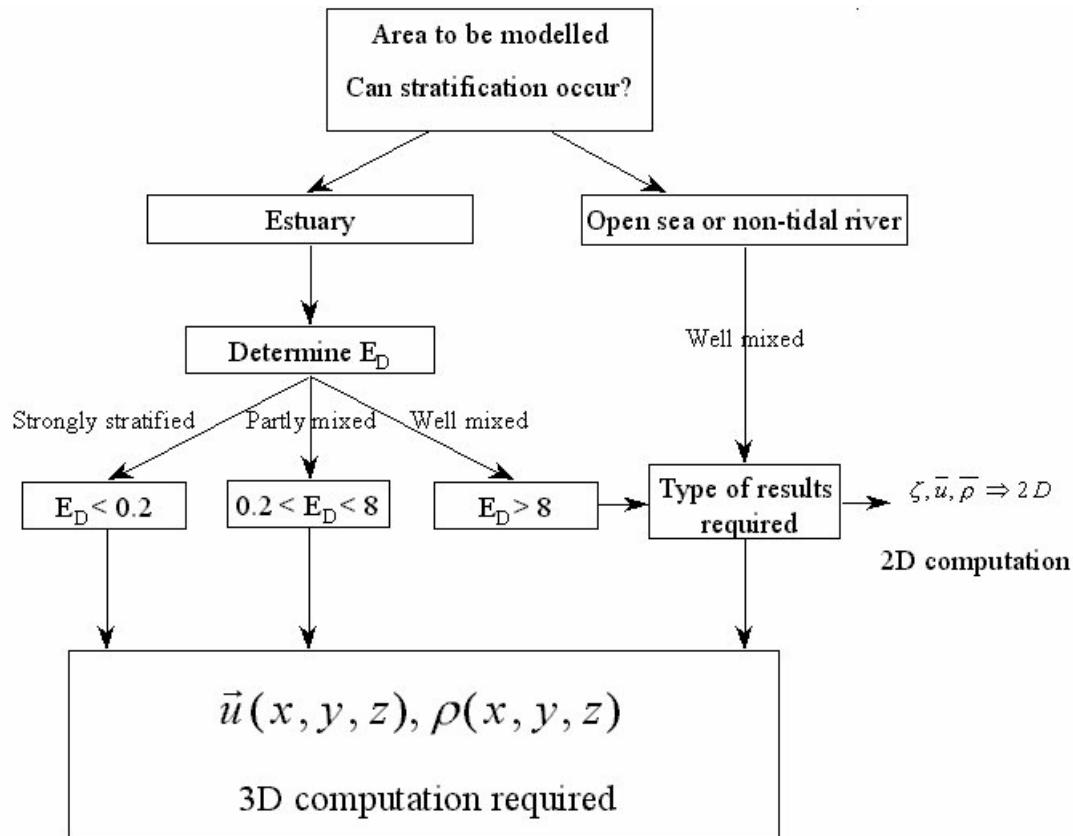 Area to be modelled
Can stratification occur?
Estuary
Open sea or non-tidal river
Determine E_D
Well mixed
Strongly stratified
Partly mixed
Well mixed
E_D < 0.2
0.2 < E_D < 8
E_D > 8
Type of results
required
ζ, u̅, ρ̅ ⇒ 2D
2D computation
u⃗(x, y, z), ρ(x, y, z)
3D computation required